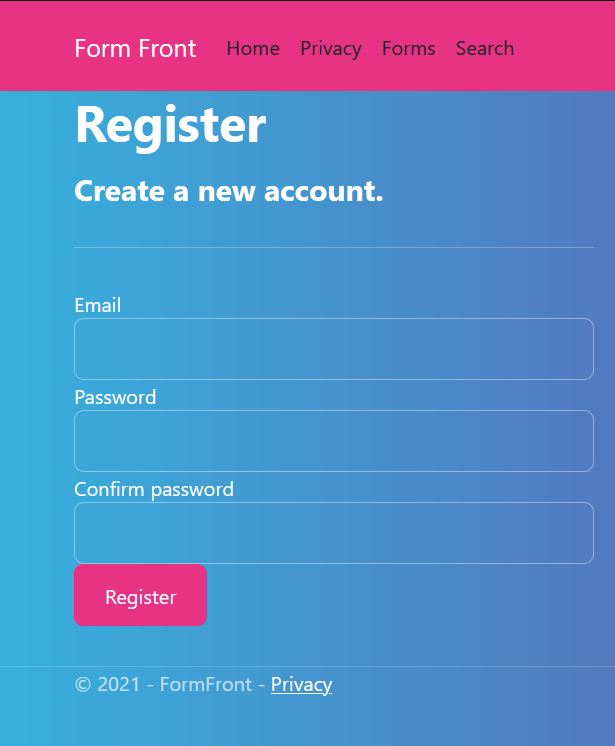 Form Front Home Privacy Forms Search
Register
Create a new account.
Email
Password
Confirm password
Register
© 2021 - FormFront - Privacy